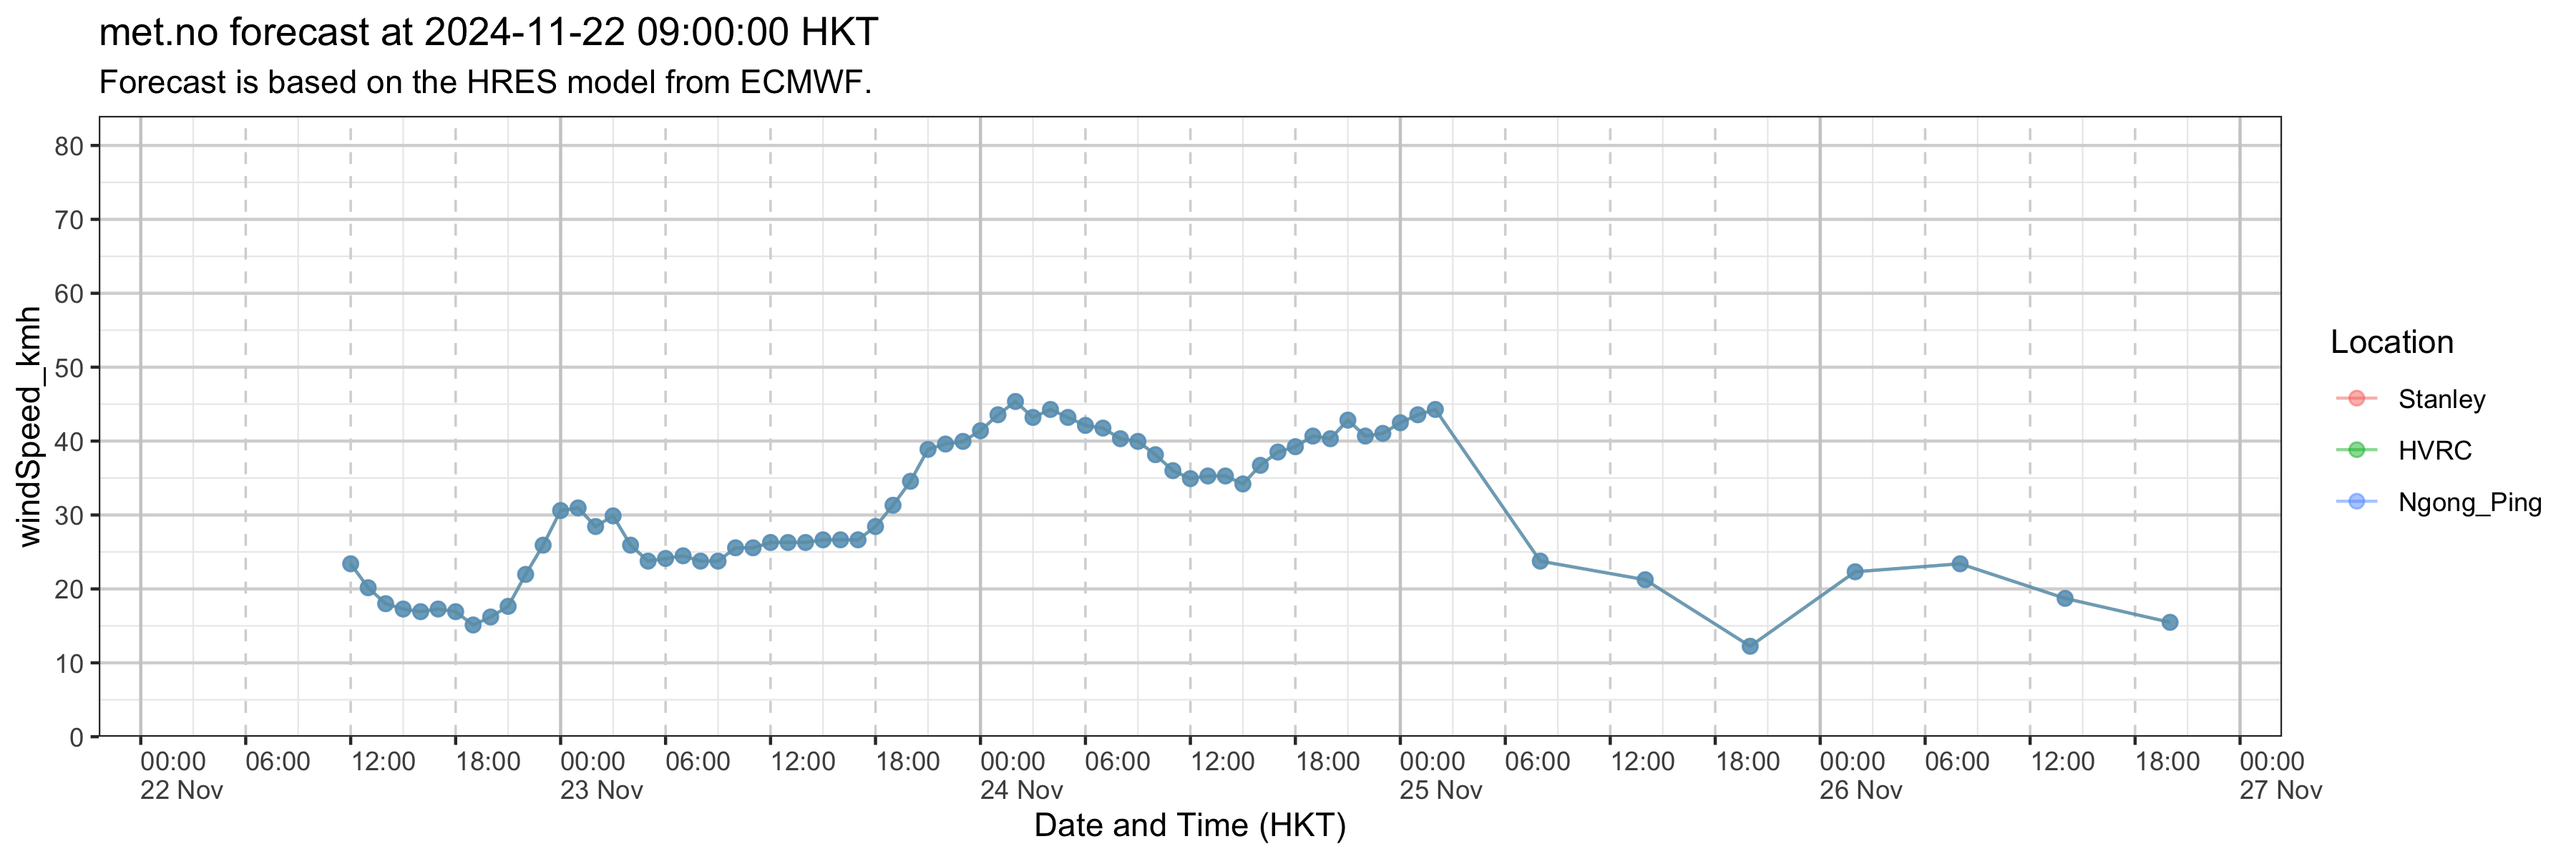 met.no forecast at 2024-11-22 09:00:00 HKT
Forecast is based on the HRES model from ECMWF.
windSpeed_kmh
80
70
60
50
40
30
20
10
0
00:00 06:00 12:00 18:00 00:00 06:00 12:00 18:00 00:00 06:00 12:00 18:00 00:00 06:00 12:00 18:00 00:00 06:00 12:00 18:00 00:00
22 Nov 23 Nov 24 Nov 25 Nov 26 Nov 27 Nov
Date and Time (HKT)
Location
Stanley
HVRC
Ngong_Ping